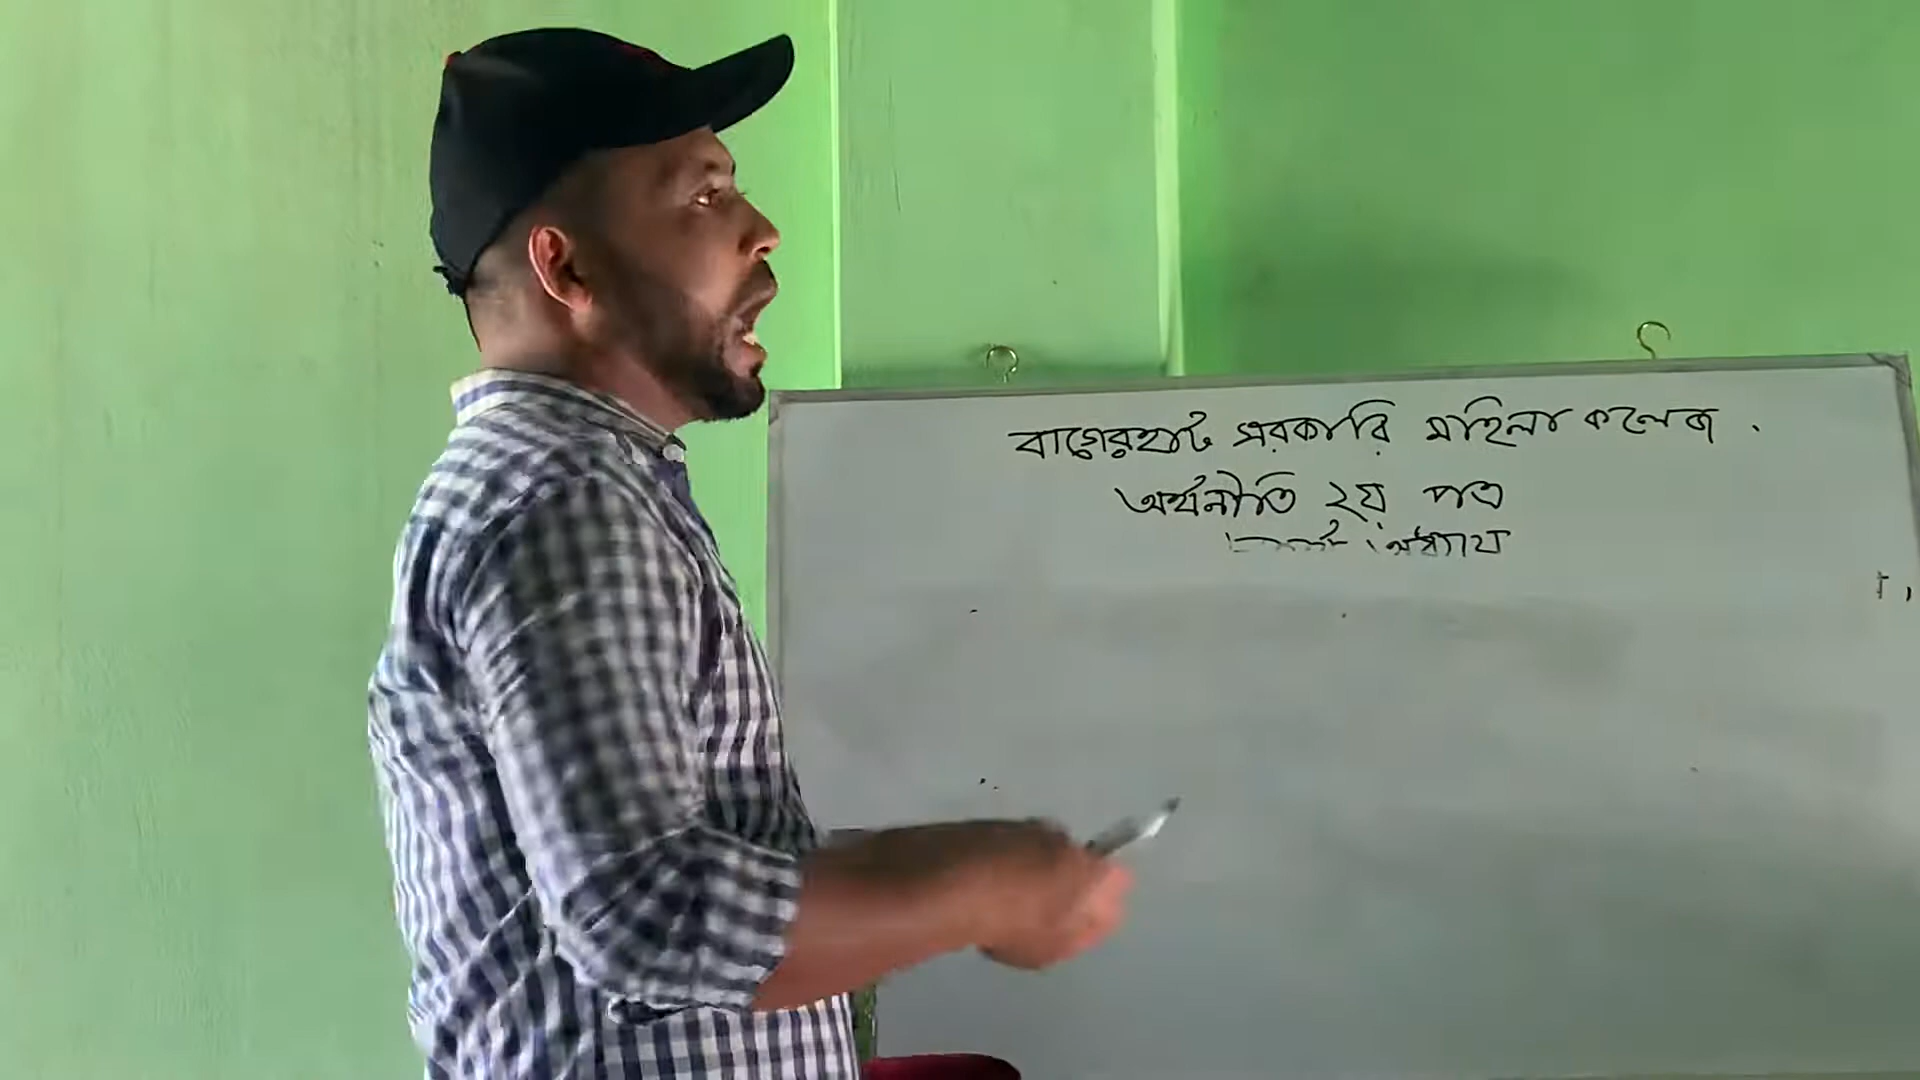 বাগেরহাট সরকারি মহিলা কলেজ .
অর্থনীতি ২য় পত্র
অধ্যায়